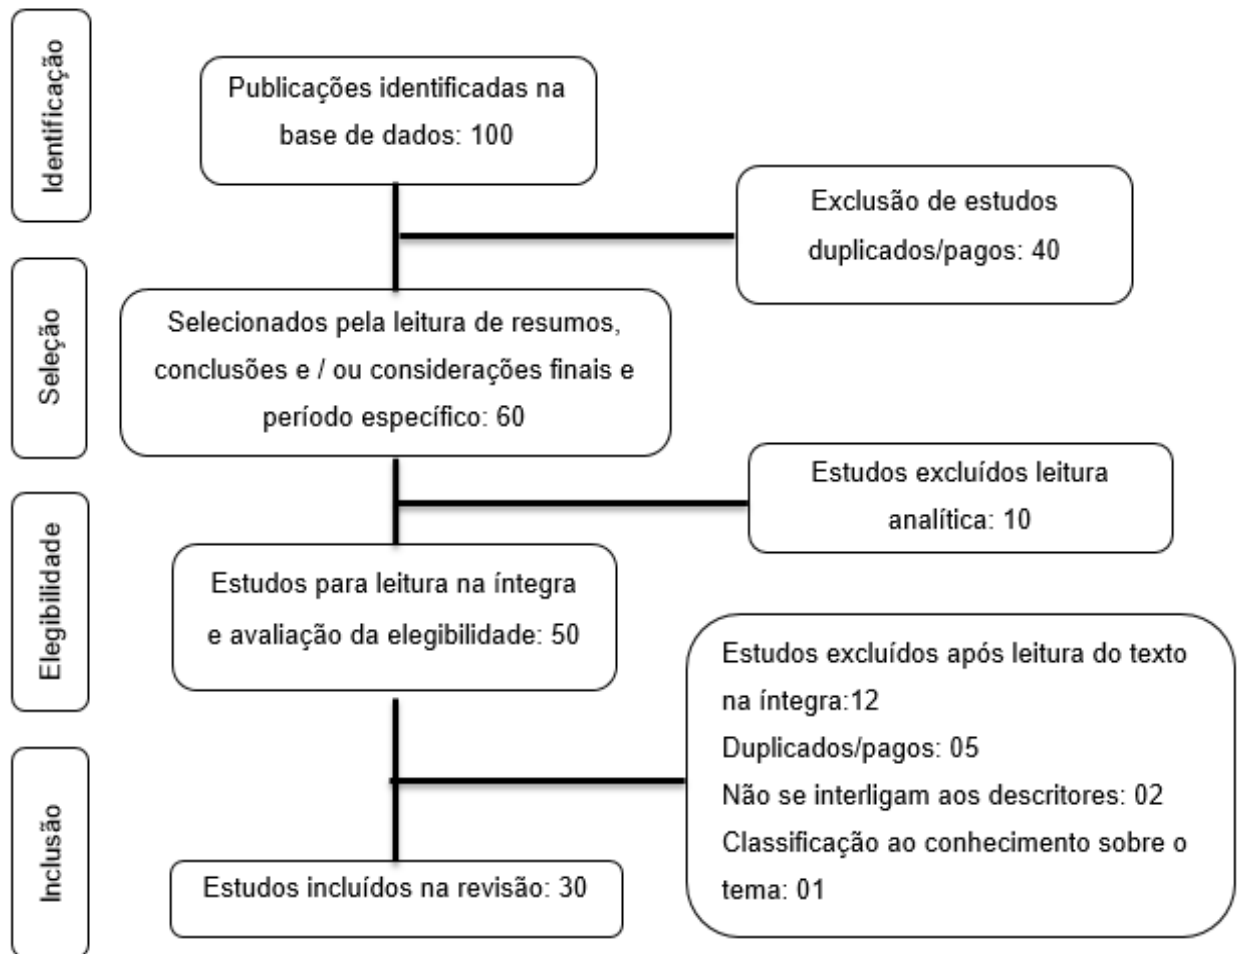 Identificação
Publicações identificadas na
base de dados: 100
Exclusão de estudos
duplicados/pagos: 40
Seleção
Selecionados pela leitura de resumos,
conclusões e / ou considerações finais e
período específico: 60
Estudos excluídos leitura
analítica: 10
Elegibilidade
Estudos para leitura na íntegra
e avaliação da elegibilidade: 50
Estudos excluídos após leitura do texto
na íntegra:12
Duplicados/pagos: 05
Não se interligam aos descritores: 02
Classificação ao conhecimento sobre o
tema: 01
Inclusão
Estudos incluídos na revisão: 30